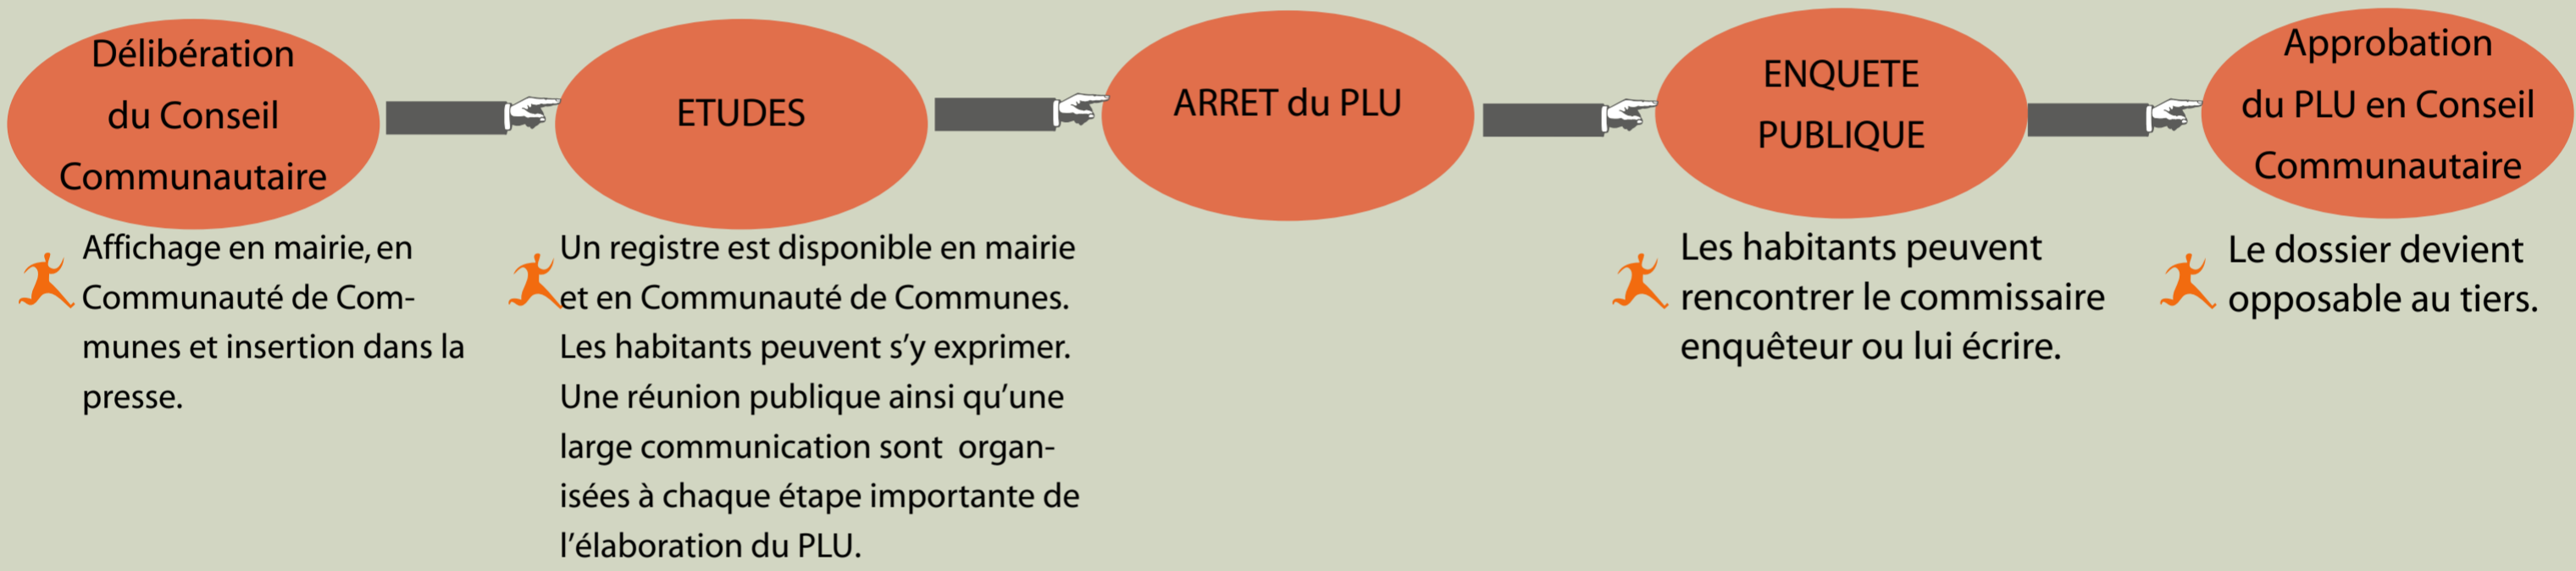 Délibération
du Conseil
Communautaire
Affichage en mairie, en
Communauté de Com-
munes et insertion dans la
presse.
ETUDES
Un registre est disponible en mairie
et en Communauté de Communes.
Les habitants peuvent s’y exprimer.
Une réunion publique ainsi qu’une
large communication sont organ-
isées à chaque étape importante de
l’élaboration du PLU.
ARRET du PLU
ENQUETE
PUBLIQUE
Les habitants peuvent
rencontrer le commissaire
enquêteur ou lui écrire.
Approbation
du PLU en Conseil
Communautaire
Le dossier devient
opposable au tiers.